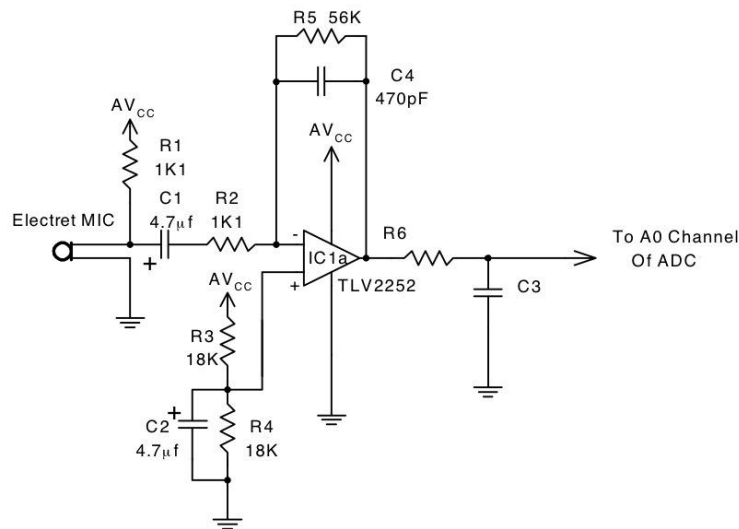 R5 56K
C4
470pF
AVCC
AVCC
R1
1K1
C1
4.7μf
R2
1K1
Electret MIC
+
-
IC1a
+
TLV2252
R6
To A0 Channel
Of ADC
C3
AVCC
R3
18K
+
C2
4.7μf
R4
18K